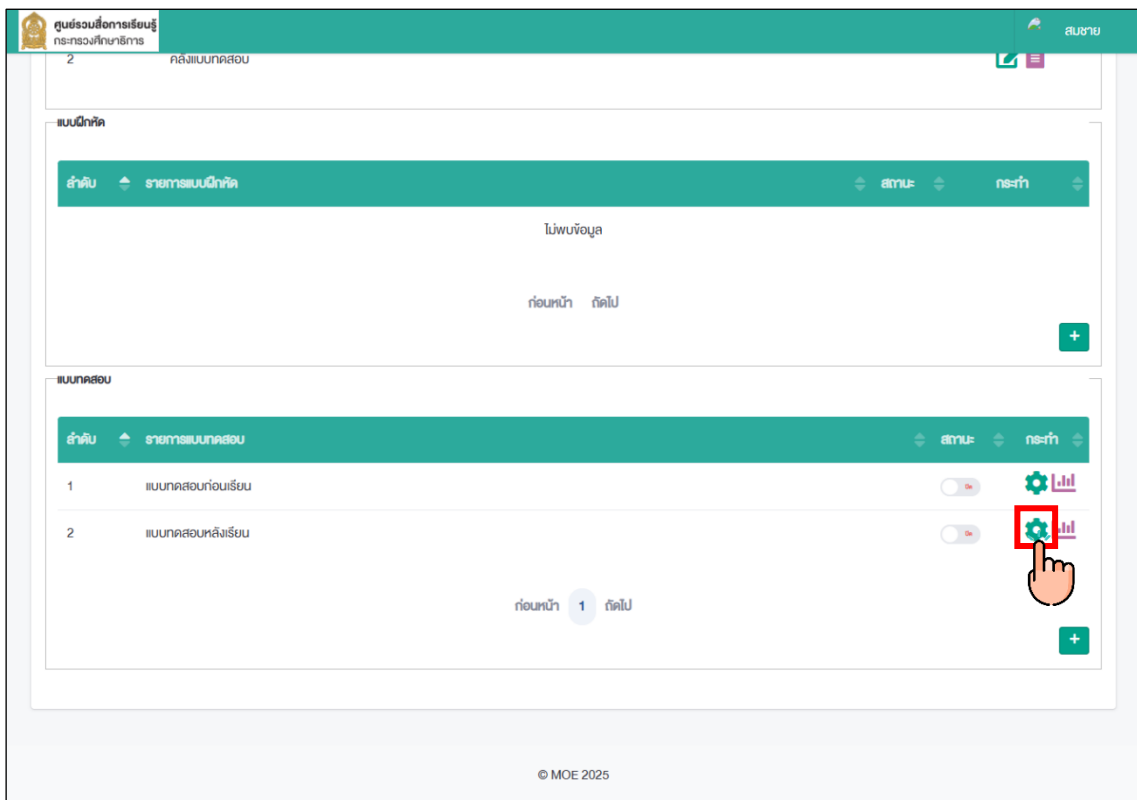 ศูนย์รวมสื่อการเรียนรู้
กระทรวงศึกษาธิการ
สมชาย
2 คลังแบบทดสอบ
แบบฝึกหัด
ลำดับ รายการแบบฝึกหัด สถานะ กระทำ
ไม่พบข้อมูล
ก่อนหน้า ถัดไป
+
แบบทดสอบ
ลำดับ รายการแบบทดสอบ สถานะ กระทำ
1 แบบทดสอบก่อนเรียน ปิด
2 แบบทดสอบหลังเรียน ปิด
ก่อนหน้า 1 ถัดไป
+
© MOE 2025